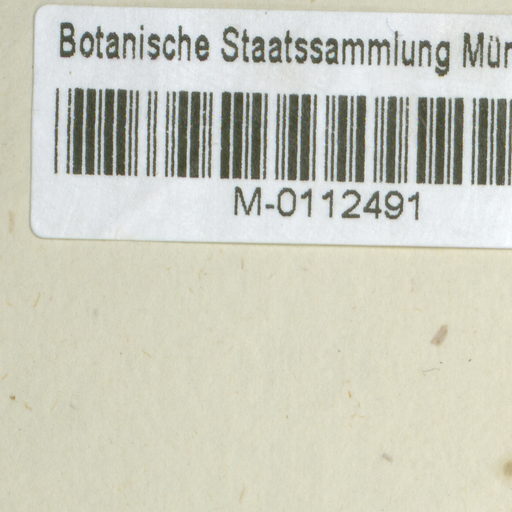 Botanische Staatssammlung Mün
M-0112491